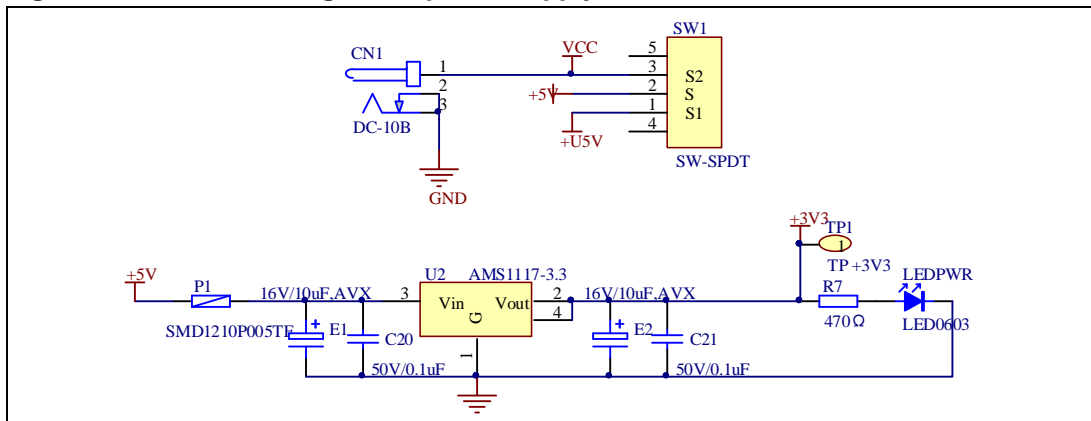 SW1
CN1
VCC
5
1
3
S2
2
+5V
2
S
3
1
S1
DC-10B
+U5V
4
SW-SPDT
GND
+3V3
TP1
1
+5V
P1
U2
AMS1117-3.3
TP +3V3
LEDPWR
R7
16V/10uF,AVX
3
Vin
Vout
2
16V/10uF,AVX
4
G
SMD1210P005TF
E1
C20
E2
C21
470Ω
LED0603
1
50V/0.1uF
50V/0.1uF